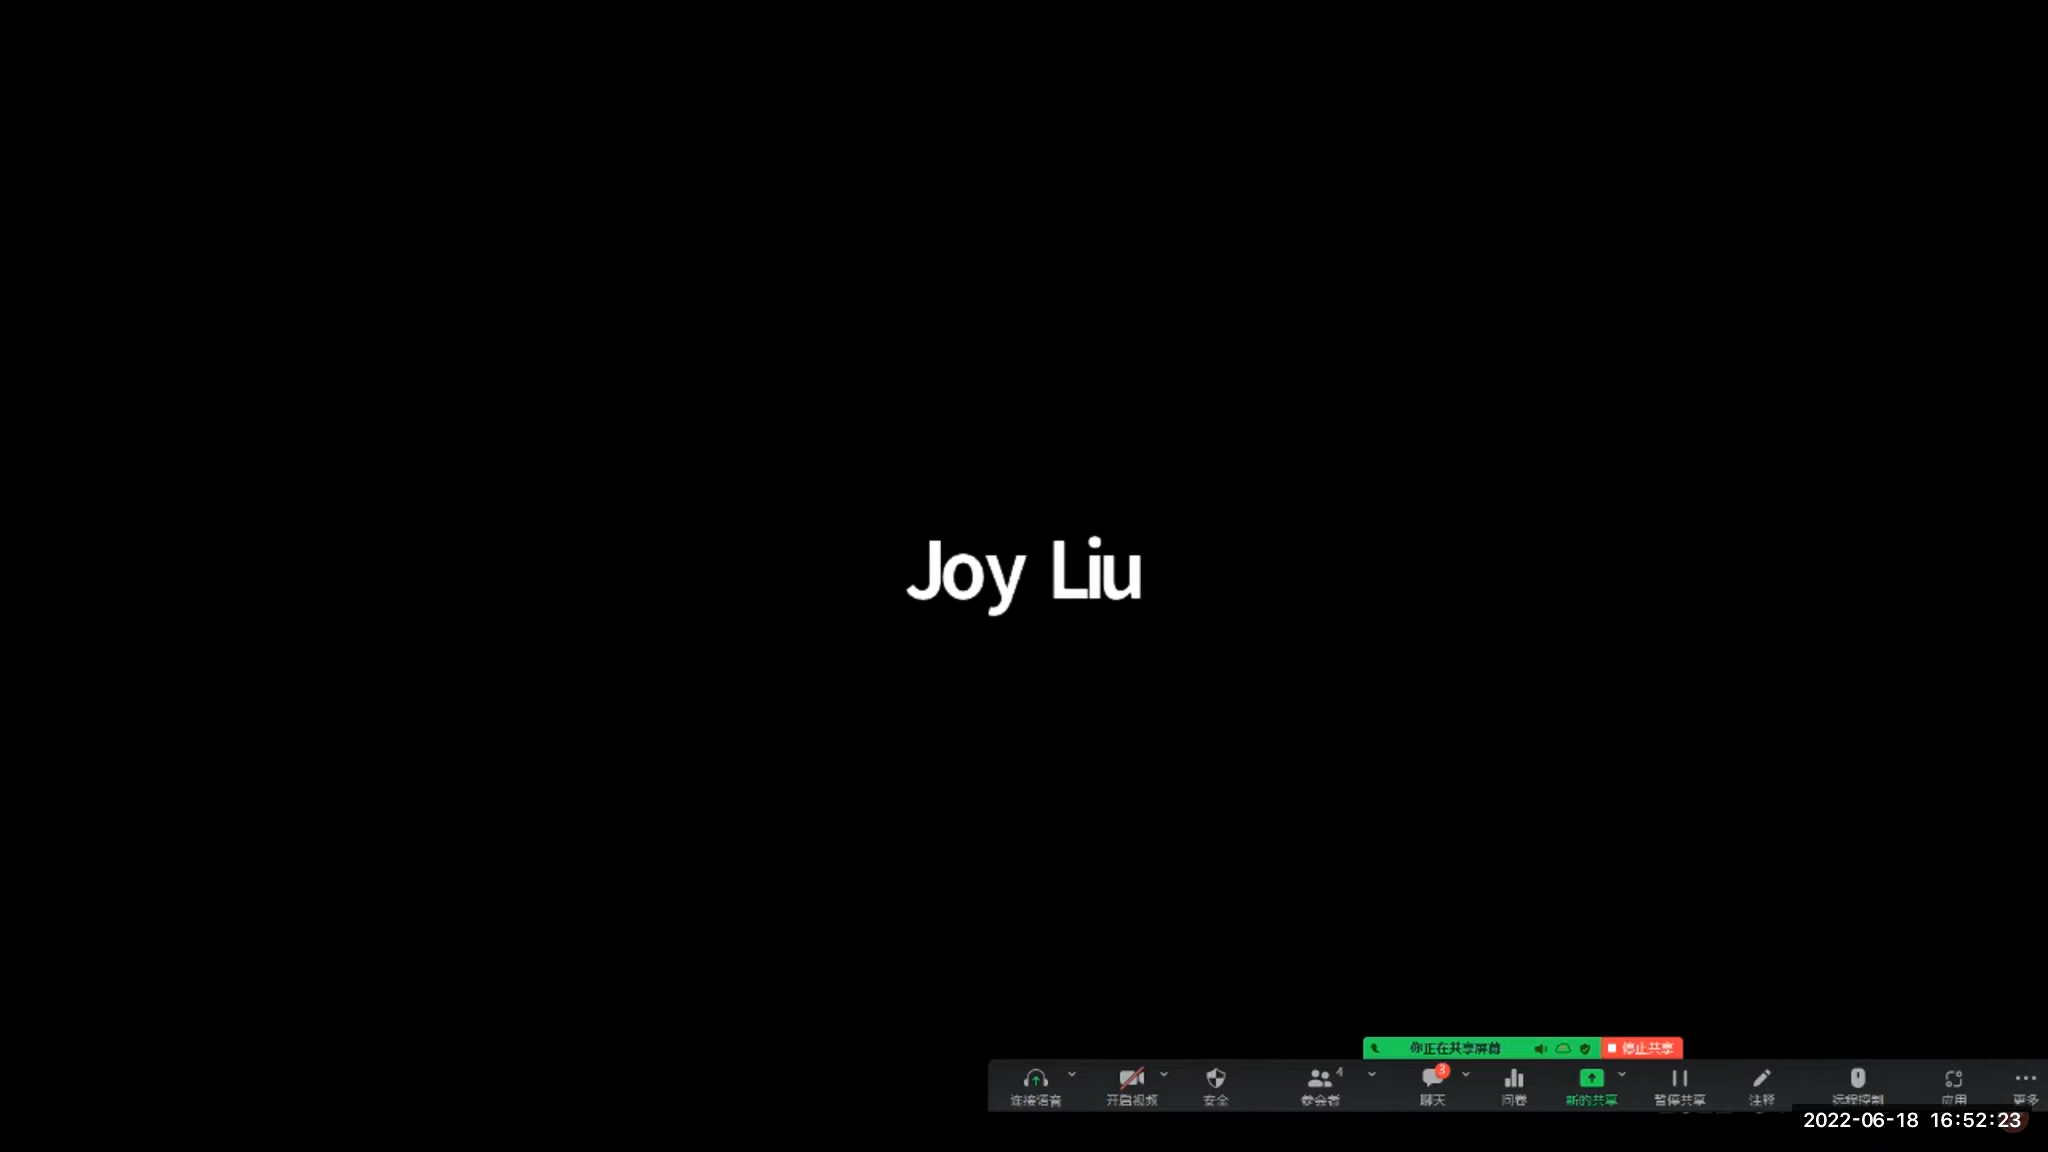 Joy Liu
你正在共享屏幕 停止共享
4 3
连接语音 开启视频 安全 参会者 聊天 问卷 新的共享 暂停共享 注释 远程控制 应用 更多
2022-06-18 16:52:23